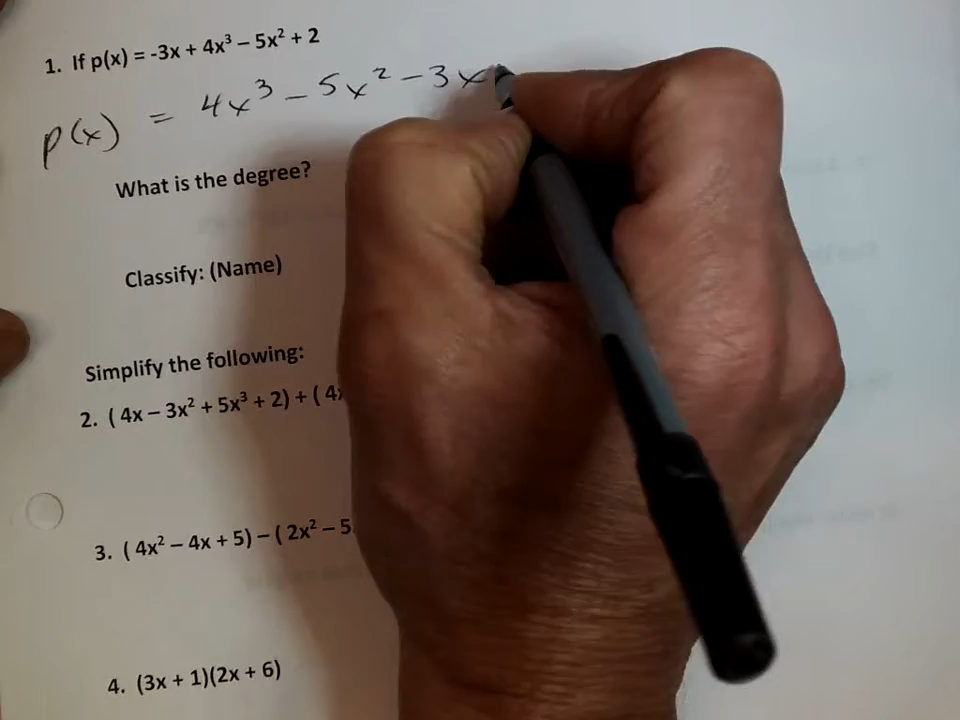 1. If p(x) = -3x + 4x³ – 5x² + 2
p(x) = 4x³ – 5x² – 3x
What is the degree?
Classify: (Name)
Simplify the following:
2. ( 4x – 3x² + 5x³ + 2) + ( 4
3. ( 4x² – 4x + 5) – ( 2x² – 5
4. (3x + 1)(2x + 6)